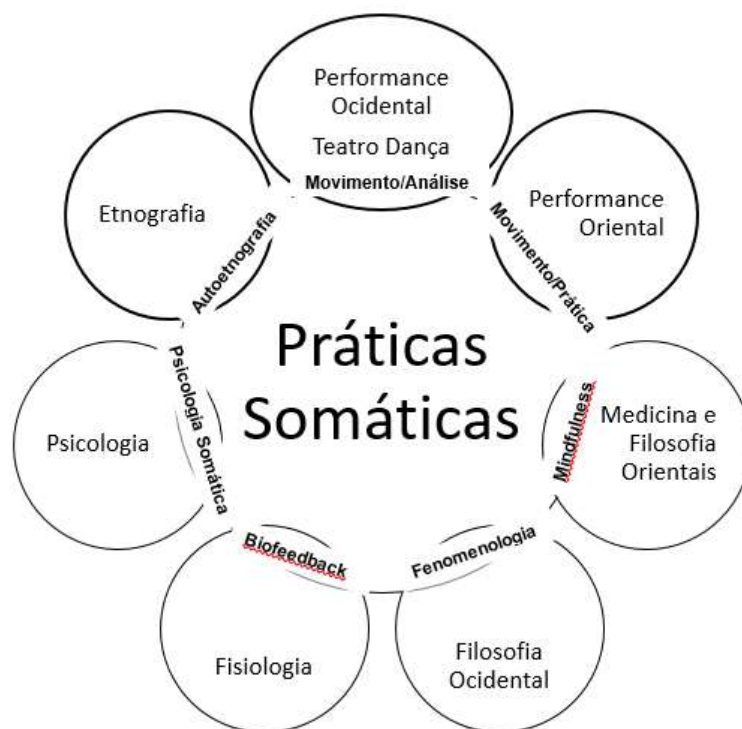 Performance
Ocidental
Teatro Dança
Movimento/Análise
Performance
Oriental
Movimento/Prática
Medicina e
Filosofia
Orientais
Mindfulness
Filosofia
Ocidental
Fenomenologia
Fisiologia
Biofeedback
Psicologia
Psicologia Somática
Etnografia
Autoetnografia
Práticas
Somáticas